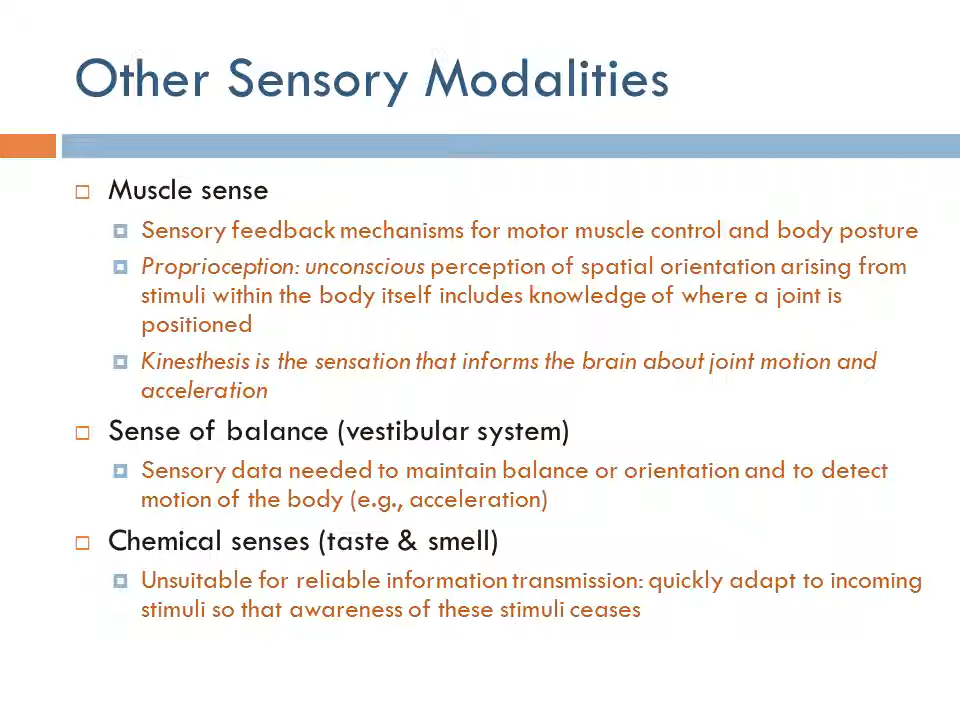 Other Sensory Modalities
Muscle sense
Sensory feedback mechanisms for motor muscle control and body posture
Proprioception: unconscious perception of spatial orientation arising from
stimuli within the body itself includes knowledge of where a joint is
positioned
Kinesthesis is the sensation that informs the brain about joint motion and
acceleration
Sense of balance (vestibular system)
Sensory data needed to maintain balance or orientation and to detect
motion of the body (e.g., acceleration)
Chemical senses (taste & smell)
Unsuitable for reliable information transmission: quickly adapt to incoming
stimuli so that awareness of these stimuli ceases